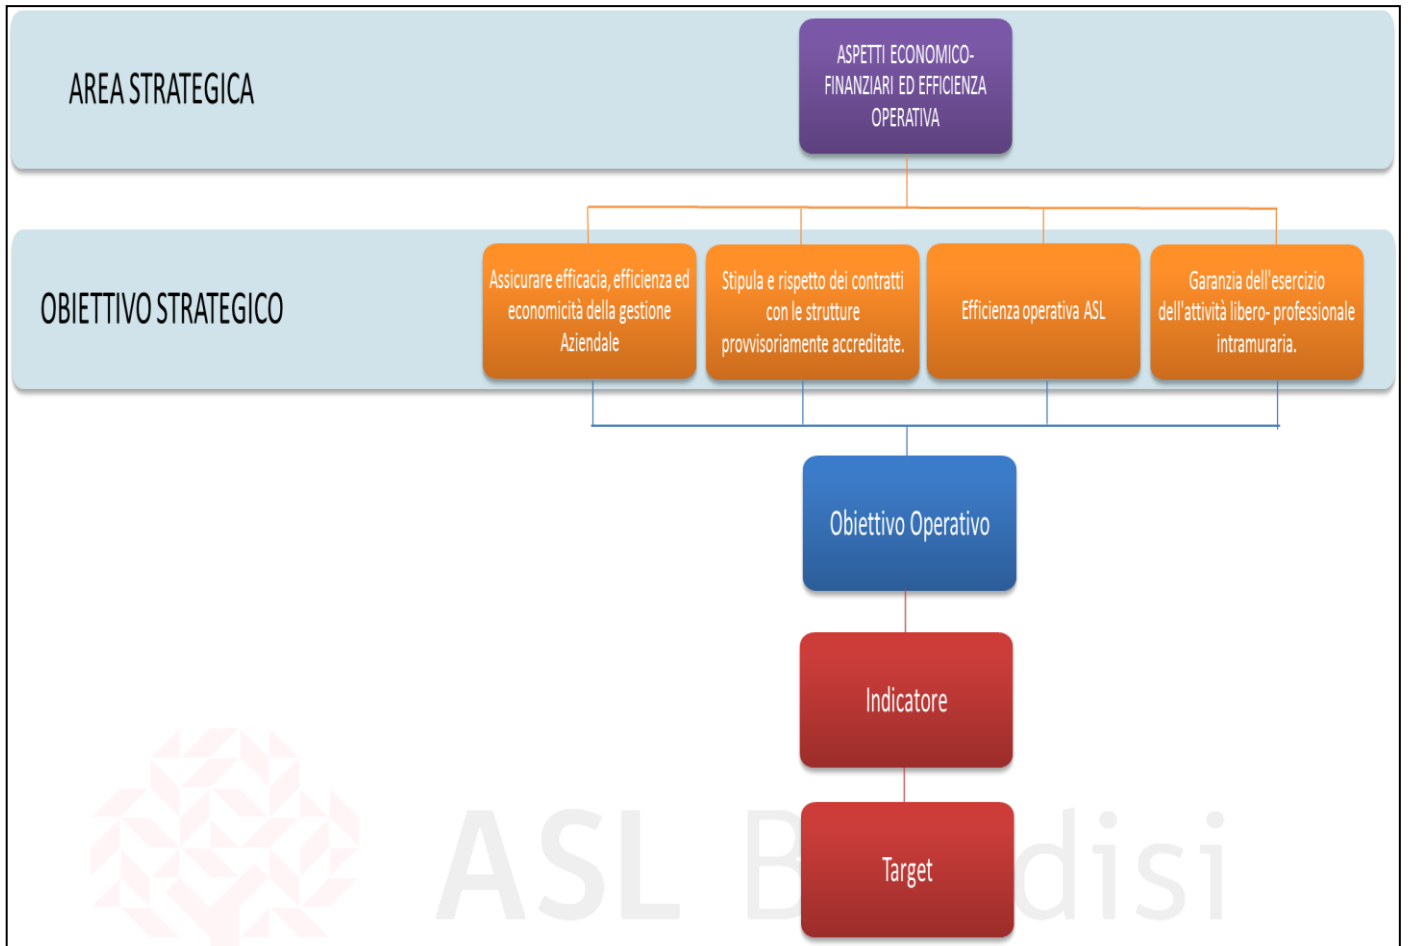 AREA STRATEGICA
ASPETTI ECONOMICO-
FINANZIARI ED EFFICIENZA
OPERATIVA
OBIETTIVO STRATEGICO
Assicurare efficacia, efficienza ed
economicità della gestione
Aziendale
Stipula e rispetto dei contratti
con le strutture
provvisoriamente accreditate.
Efficienza operativa ASL
Garanzia dell'esercizio
dell'attività libero- professionale
intramuraria.
Obiettivo Operativo
Indicatore
Target
ASL B disi